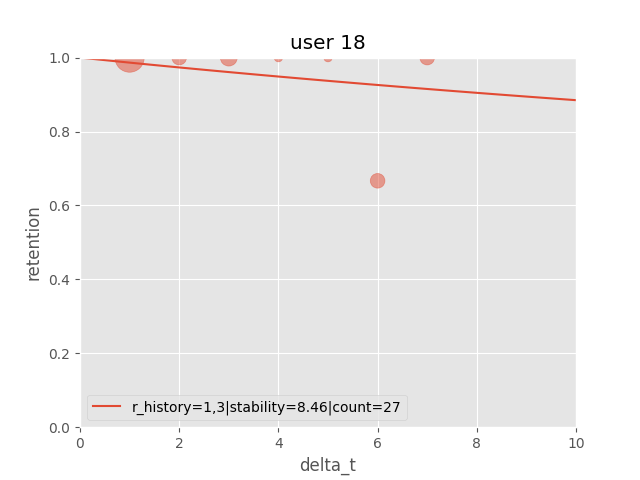 user 18
1.0
0.8
0.6
0.4
0.2
0.0
retention
r_history=1,3|stability=8.46|count=27
0 2 4 6 8 10
delta_t